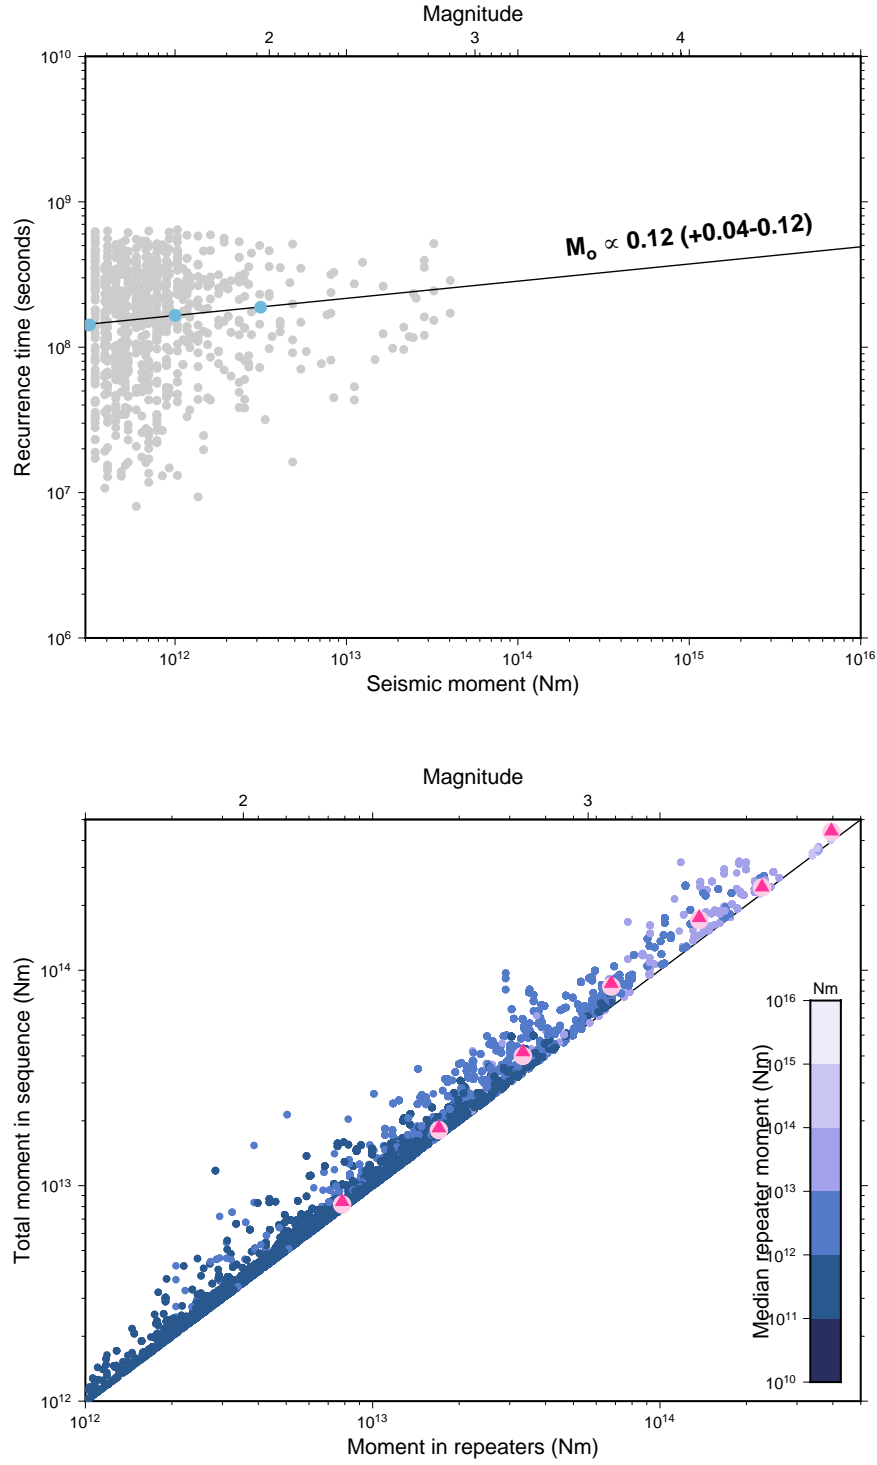 Magnitude
2 3 4
10^10
10^9
10^8
10^7
10^6
Recurrence time (seconds)
M_o ∝ 0.12 (+0.04-0.12)
10^12 10^13 10^14 10^15 10^16
Seismic moment (Nm)
Magnitude
2 3
10^14
10^13
10^12
Total moment in sequence (Nm)
Nm
10^16
10^15
10^14
10^13
10^12
10^11
10^10
Median repeater moment (Nm)
10^12 10^13 10^14
Moment in repeaters (Nm)